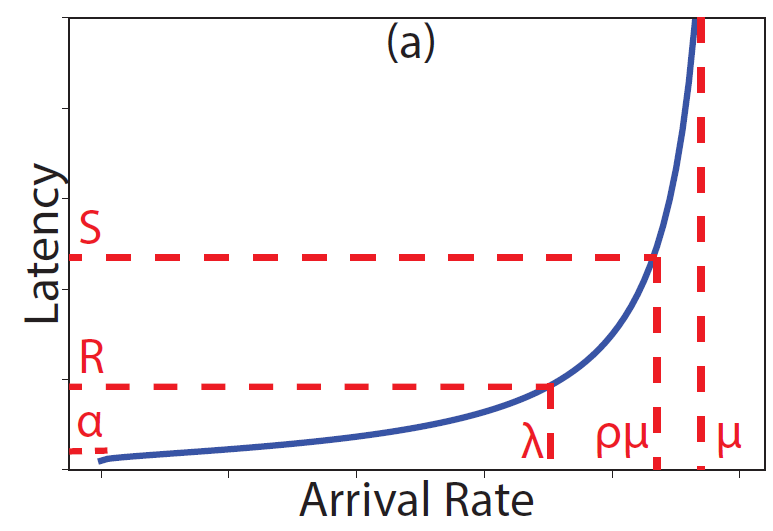 (a)
Latency
S
R
α
λ
ρμ
μ
Arrival Rate